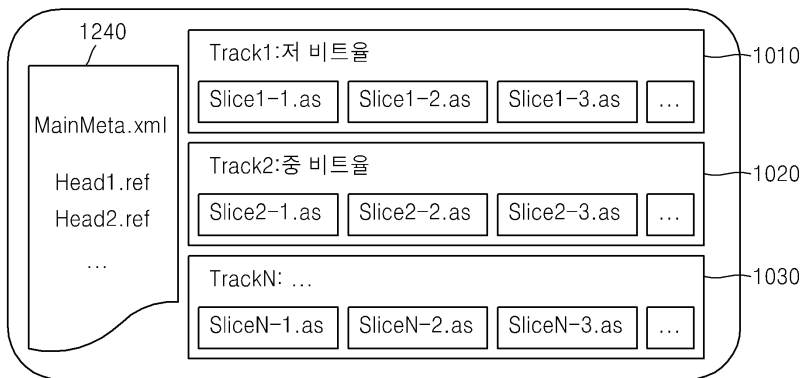 1240
MainMeta.xml
Head1.ref
Head2.ref
...
Track1:저 비트율
Slice1-1.as Slice1-2.as Slice1-3.as ...
1010
Track2:중 비트율
Slice2-1.as Slice2-2.as Slice2-3.as ...
1020
TrackN: ...
SliceN-1.as SliceN-2.as SliceN-3.as ...
1030